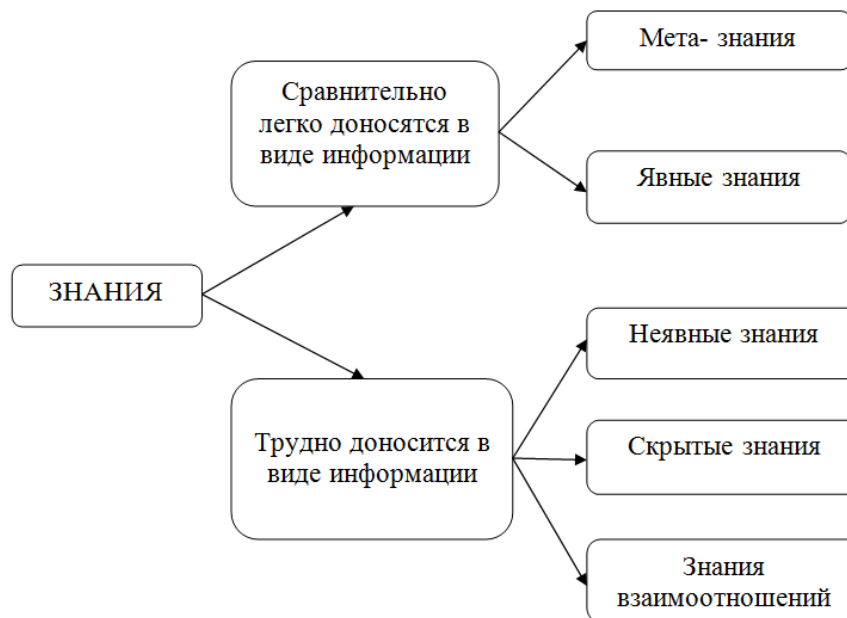 ЗНАНИЯ
Сравнительно
легко доносятся в
виде информации
Мета- знания
Явные знания
Трудно доносится в
виде информации
Неявные знания
Скрытые знания
Знания
взаимоотношений